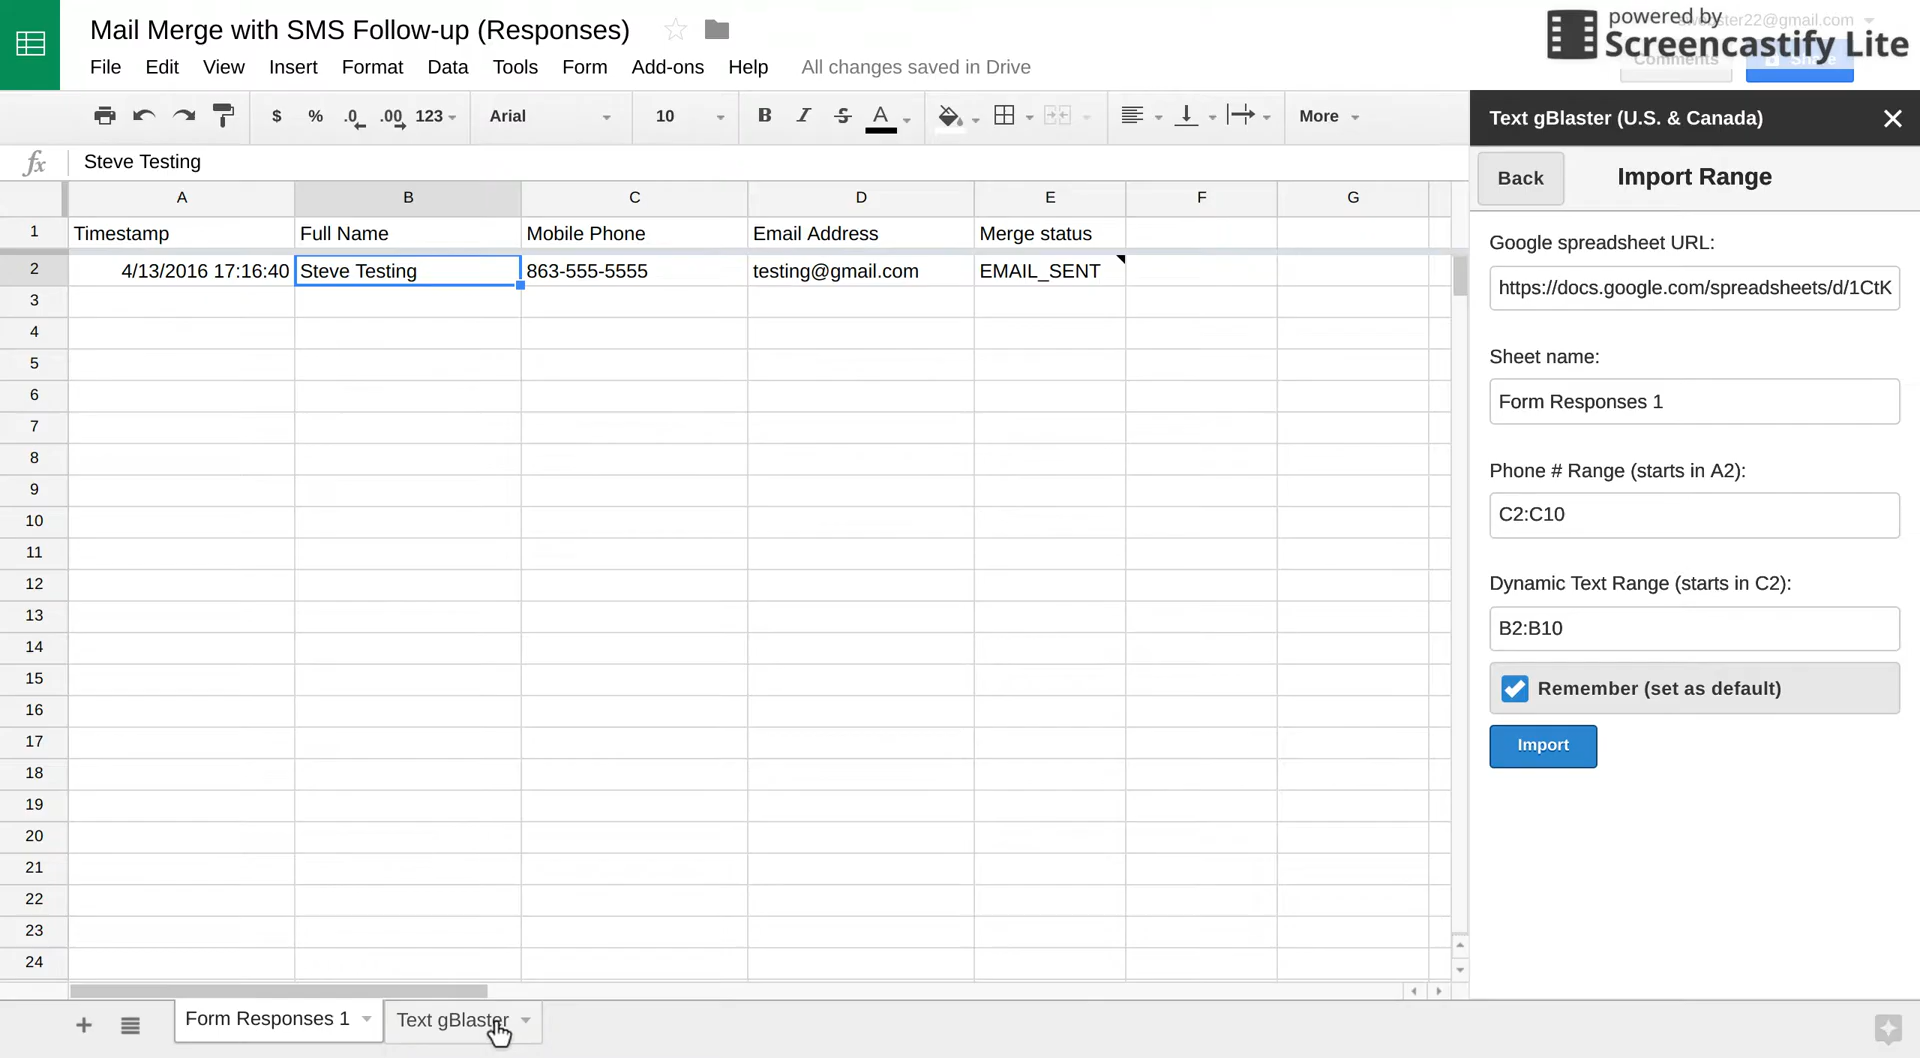 Mail Merge with SMS Follow-up (Responses)
powered by
Screencastify Lite
File Edit View Insert Format Data Tools Form Add-ons Help All changes saved in Drive
Comments Share
$ % .0 .00 123 Arial 10 B I S A More
Text gBlaster (U.S. & Canada)
fx Steve Testing
Back Import Range
A B C D E F G
1 Timestamp Full Name Mobile Phone Email Address Merge status
2 4/13/2016 17:16:40 Steve Testing 863-555-5555 testing@gmail.com EMAIL_SENT
3
4
5
6
7
8
9
10
11
12
13
14
15
16
17
18
19
20
21
22
23
24
Google spreadsheet URL:
https://docs.google.com/spreadsheets/d/1CtK
Sheet name:
Form Responses 1
Phone # Range (starts in A2):
C2:C10
Dynamic Text Range (starts in C2):
B2:B10
Remember (set as default)
Import
Form Responses 1 Text gBlaster